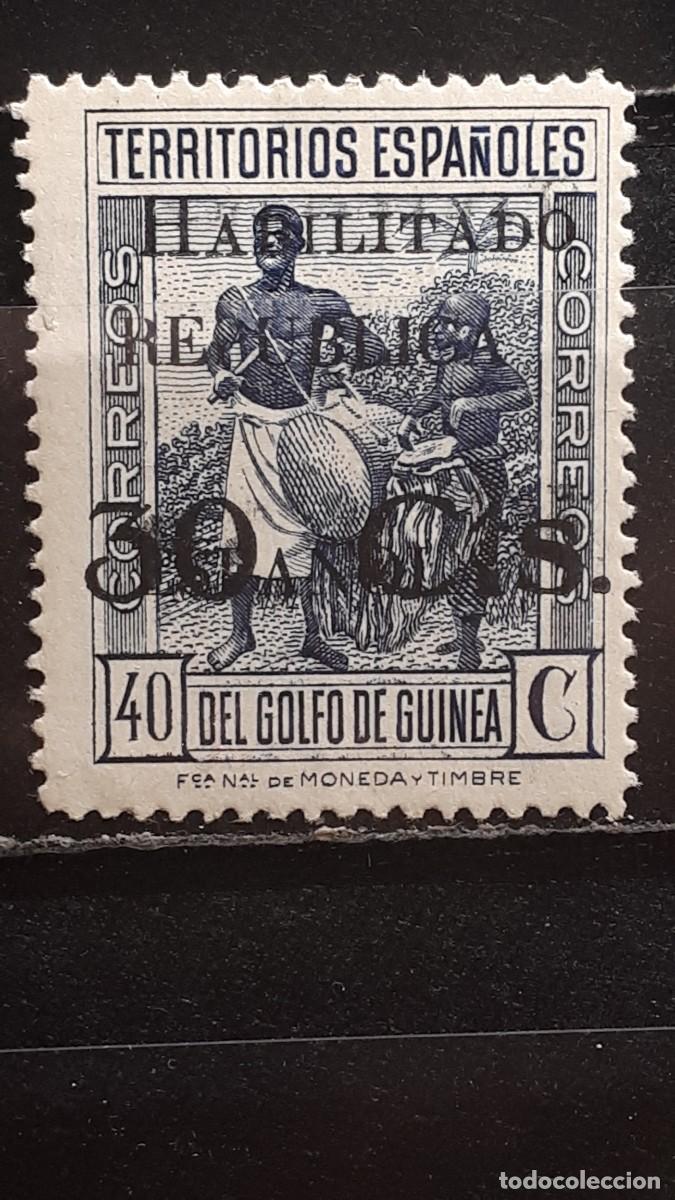 TERRITORIOS ESPAÑOLES
HABILITADO
CORREOS
CORREOS
REPUBLICA
30 Cts.
40
DEL GOLFO DE GUINEA
C
FCA NAL DE MONEDA Y TIMBRE
todocoleccion